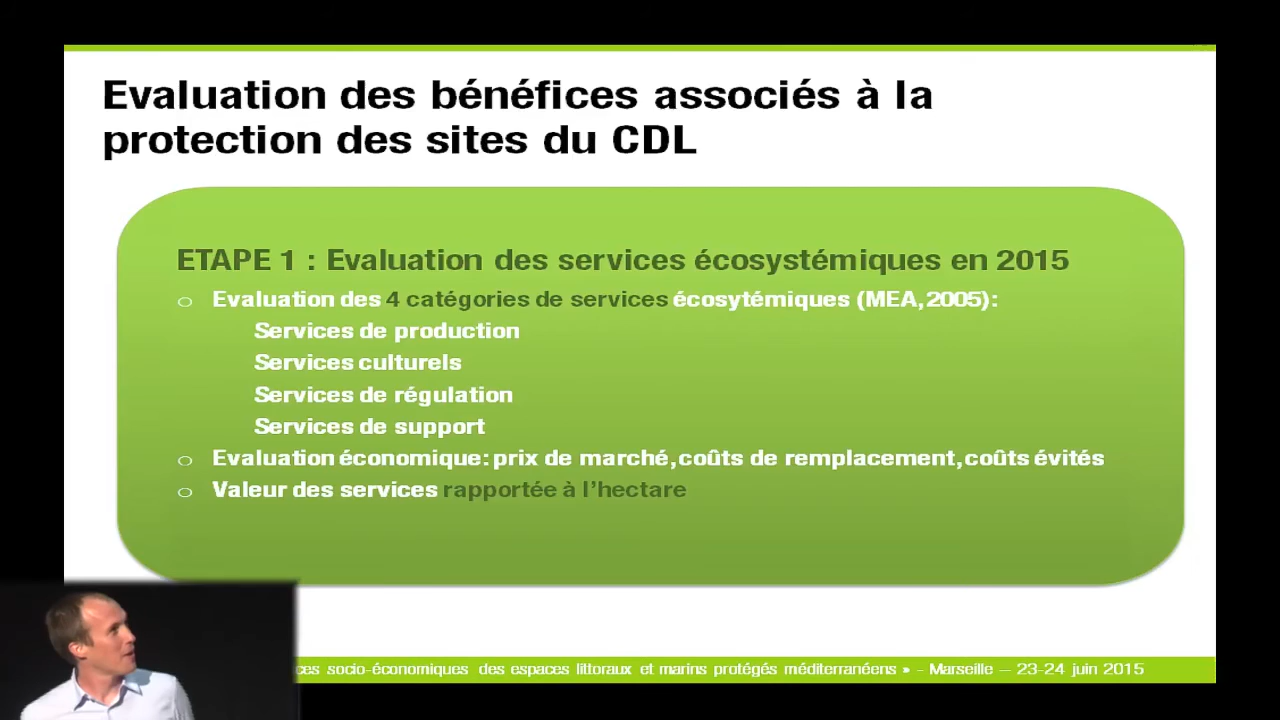 Evaluation des bénéfices associés à la
protection des sites du CDL
ETAPE 1 : Evaluation des services écosystémiques en 2015
o Evaluation des 4 catégories de services écosytémiques (MEA, 2005):
Services de production
Services culturels
Services de régulation
Services de support
o Evaluation économique: prix de marché, coûts de remplacement, coûts évités
o Valeur des services rapportée à l'hectare
socio-économiques des espaces littoraux et marins protégés méditerranéens » - Marseille – 23-24 juin 2015